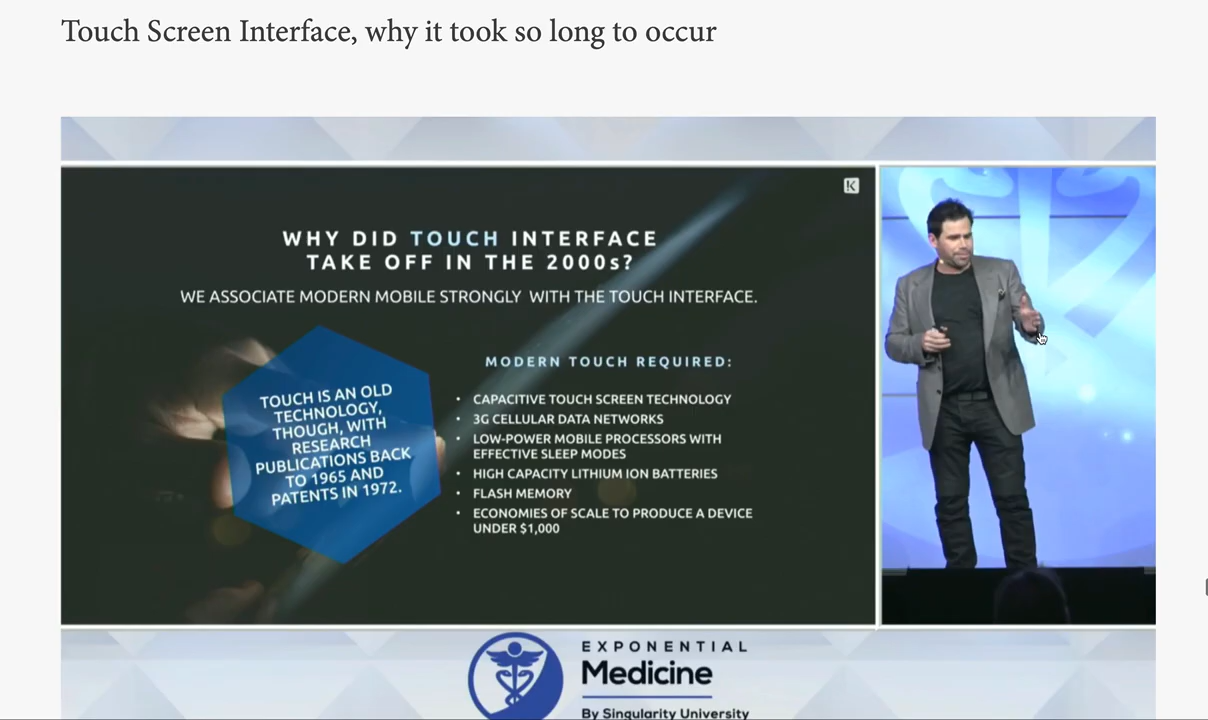 Touch Screen Interface, why it took so long to occur
K
WHY DID TOUCH INTERFACE
TAKE OFF IN THE 2000s?
WE ASSOCIATE MODERN MOBILE STRONGLY WITH THE TOUCH INTERFACE.
TOUCH IS AN OLD
TECHNOLOGY,
THOUGH, WITH
RESEARCH
PUBLICATIONS BACK
TO 1965 AND
PATENTS IN 1972.
MODERN TOUCH REQUIRED:
• CAPACITIVE TOUCH SCREEN TECHNOLOGY
• 3G CELLULAR DATA NETWORKS
• LOW-POWER MOBILE PROCESSORS WITH
EFFECTIVE SLEEP MODES
• HIGH CAPACITY LITHIUM ION BATTERIES
• FLASH MEMORY
• ECONOMIES OF SCALE TO PRODUCE A DEVICE
UNDER $1,000
EXPONENTIAL
Medicine
By Singularity University